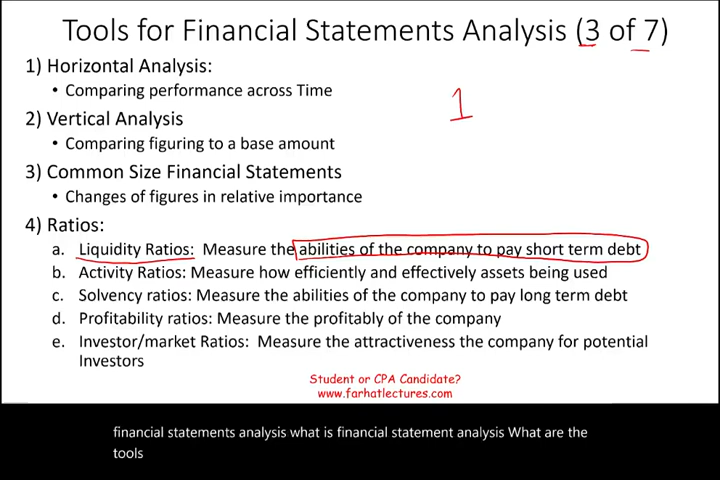 Tools for Financial Statements Analysis (3 of 7)
1) Horizontal Analysis:
• Comparing performance across Time
1
2) Vertical Analysis
• Comparing figuring to a base amount
3) Common Size Financial Statements
• Changes of figures in relative importance
4) Ratios:
a. Liquidity Ratios: Measure the abilities of the company to pay short term debt
b. Activity Ratios: Measure how efficiently and effectively assets being used
c. Solvency ratios: Measure the abilities of the company to pay long term debt
d. Profitability ratios: Measure the profitably of the company
e. Investor/market Ratios: Measure the attractiveness the company for potential
Investors
Student or CPA Candidate?
www.farhatlectures.com
financial statements analysis what is financial statement analysis What are the
tools